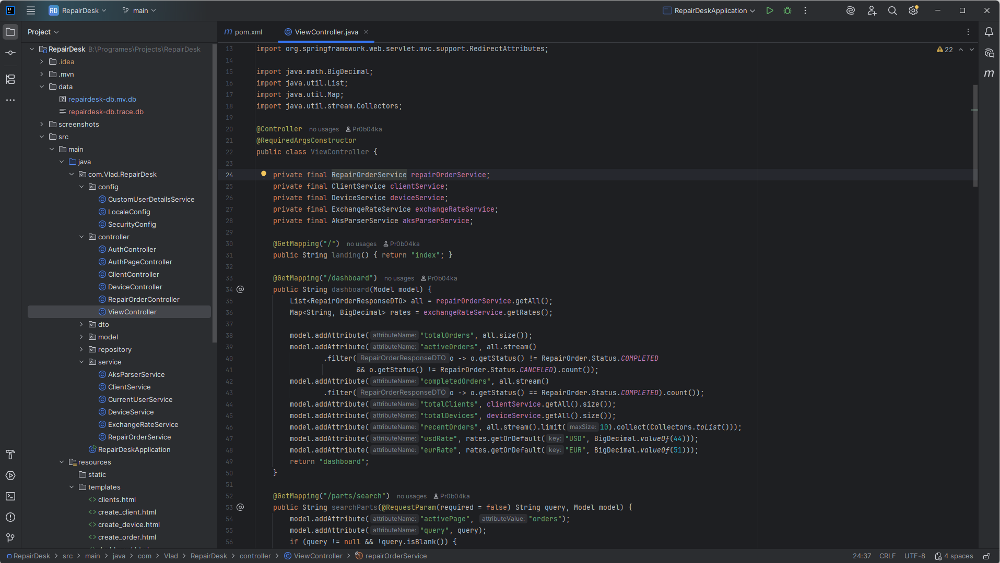 RD RepairDesk main RepairDeskApplication
Project
pom.xml ViewController.java
RepairDesk B:\Programes\Projects\RepairDesk
.idea
.mvn
data
repairdesk-db.mv.db
repairdesk-db.trace.db
screenshots
src
main
java
com.Vlad.RepairDesk
config
CustomUserDetailsService
LocaleConfig
SecurityConfig
controller
AuthController
AuthPageController
ClientController
DeviceController
RepairOrderController
ViewController
dto
model
repository
service
AksParserService
ClientService
CurrentUserService
DeviceService
ExchangeRateService
RepairOrderService
RepairDeskApplication
resources
static
templates
clients.html
create_client.html
create_device.html
create_order.html
22
13 import org.springframework.web.servlet.mvc.support.RedirectAttributes;
14
15 import java.math.BigDecimal;
16 import java.util.List;
17 import java.util.Map;
18 import java.util.stream.Collectors;
19
20 @Controller no usages Pr0b04ka
21 @RequiredArgsConstructor
22 public class ViewController {
23
24 private final RepairOrderService repairOrderService;
25 private final ClientService clientService;
26 private final DeviceService deviceService;
27 private final ExchangeRateService exchangeRateService;
28 private final AksParserService aksParserService;
29
30 @GetMapping("/") no usages Pr0b04ka
31 public String landing() { return "index"; }
32
33 @GetMapping("/dashboard") no usages Pr0b04ka
34 public String dashboard(Model model) {
35 List<RepairOrderResponseDTO> all = repairOrderService.getAll();
36 Map<String, BigDecimal> rates = exchangeRateService.getRates();
37
38 model.addAttribute( attributeName: "totalOrders", all.size());
39 model.addAttribute( attributeName: "activeOrders", all.stream()
40 .filter( RepairOrderResponseDTO o -> o.getStatus() != RepairOrder.Status.COMPLETED
41 && o.getStatus() != RepairOrder.Status.CANCELED).count());
42 model.addAttribute( attributeName: "completedOrders", all.stream()
43 .filter( RepairOrderResponseDTO o -> o.getStatus() == RepairOrder.Status.COMPLETED).count());
44 model.addAttribute( attributeName: "totalClients", clientService.getAll().size());
45 model.addAttribute( attributeName: "totalDevices", deviceService.getAll().size());
46 model.addAttribute( attributeName: "recentOrders", all.stream().limit( maxSize: 10).collect(Collectors.toList()));
47 model.addAttribute( attributeName: "usdRate", rates.getOrDefault( key: "USD", BigDecimal.valueOf(44)));
48 model.addAttribute( attributeName: "eurRate", rates.getOrDefault( key: "EUR", BigDecimal.valueOf(51)));
49 return "dashboard";
50 }
51
52 @GetMapping("/parts/search") no usages Pr0b04ka
53 public String searchParts(@RequestParam(required = false) String query, Model model) {
54 model.addAttribute( attributeName: "activePage", attributeValue: "orders");
55 model.addAttribute( attributeName: "query", query);
56 if (query != null && !query.isBlank()) {
RepairDesk > src > main > java > com > Vlad > RepairDesk > controller > ViewController > repairOrderService 24:37 CRLF UTF-8 4 spaces